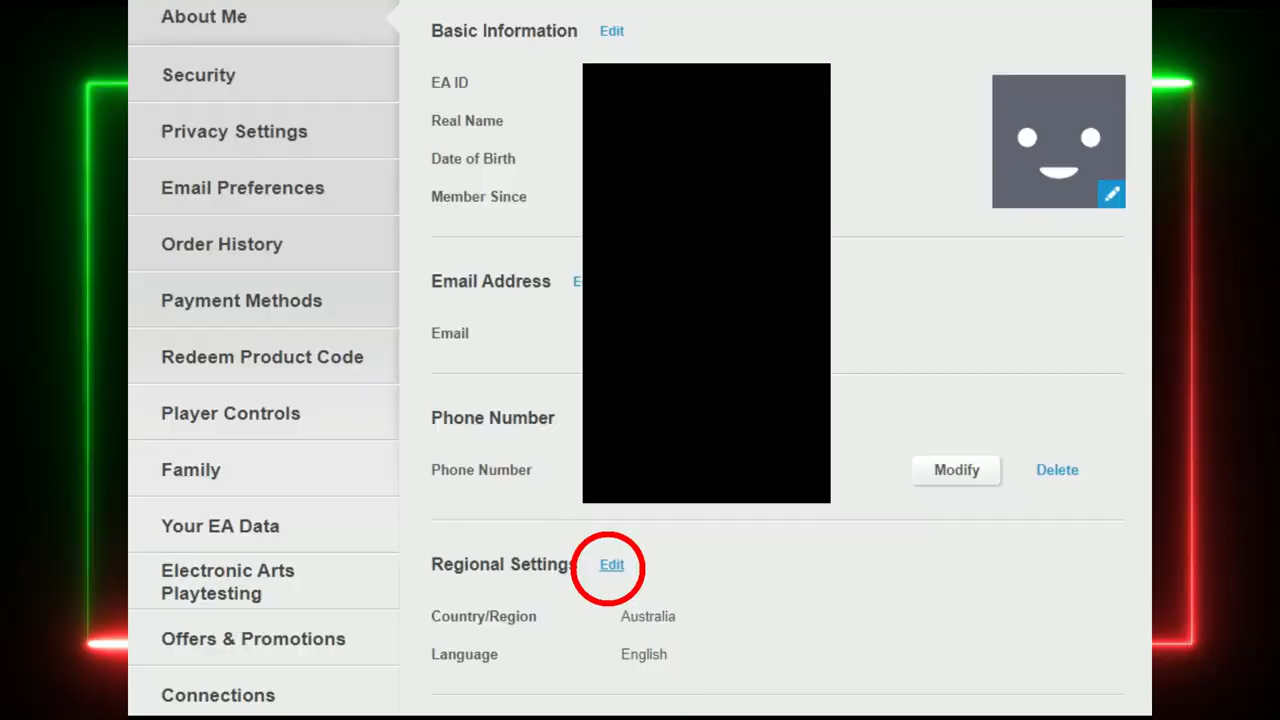 About Me
Security
Privacy Settings
Email Preferences
Order History
Payment Methods
Redeem Product Code
Player Controls
Family
Your EA Data
Electronic Arts
Playtesting
Offers & Promotions
Connections
Basic Information Edit
EA ID
Real Name
Date of Birth
Member Since
Email Address
Email
Phone Number
Phone Number Modify Delete
Regional Settings Edit
Country/Region Australia
Language English